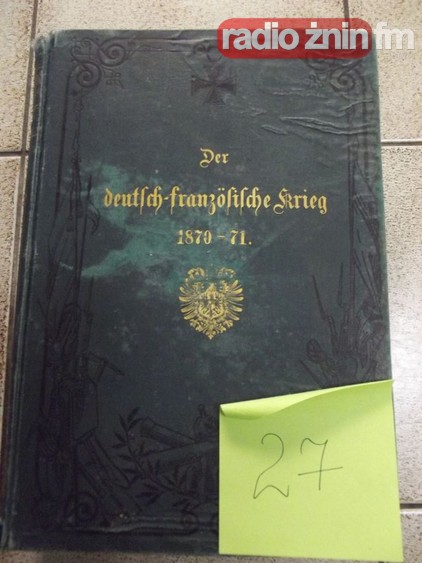 radio żnin fm
Der
deutsch-französische Krieg
1870-71.
27